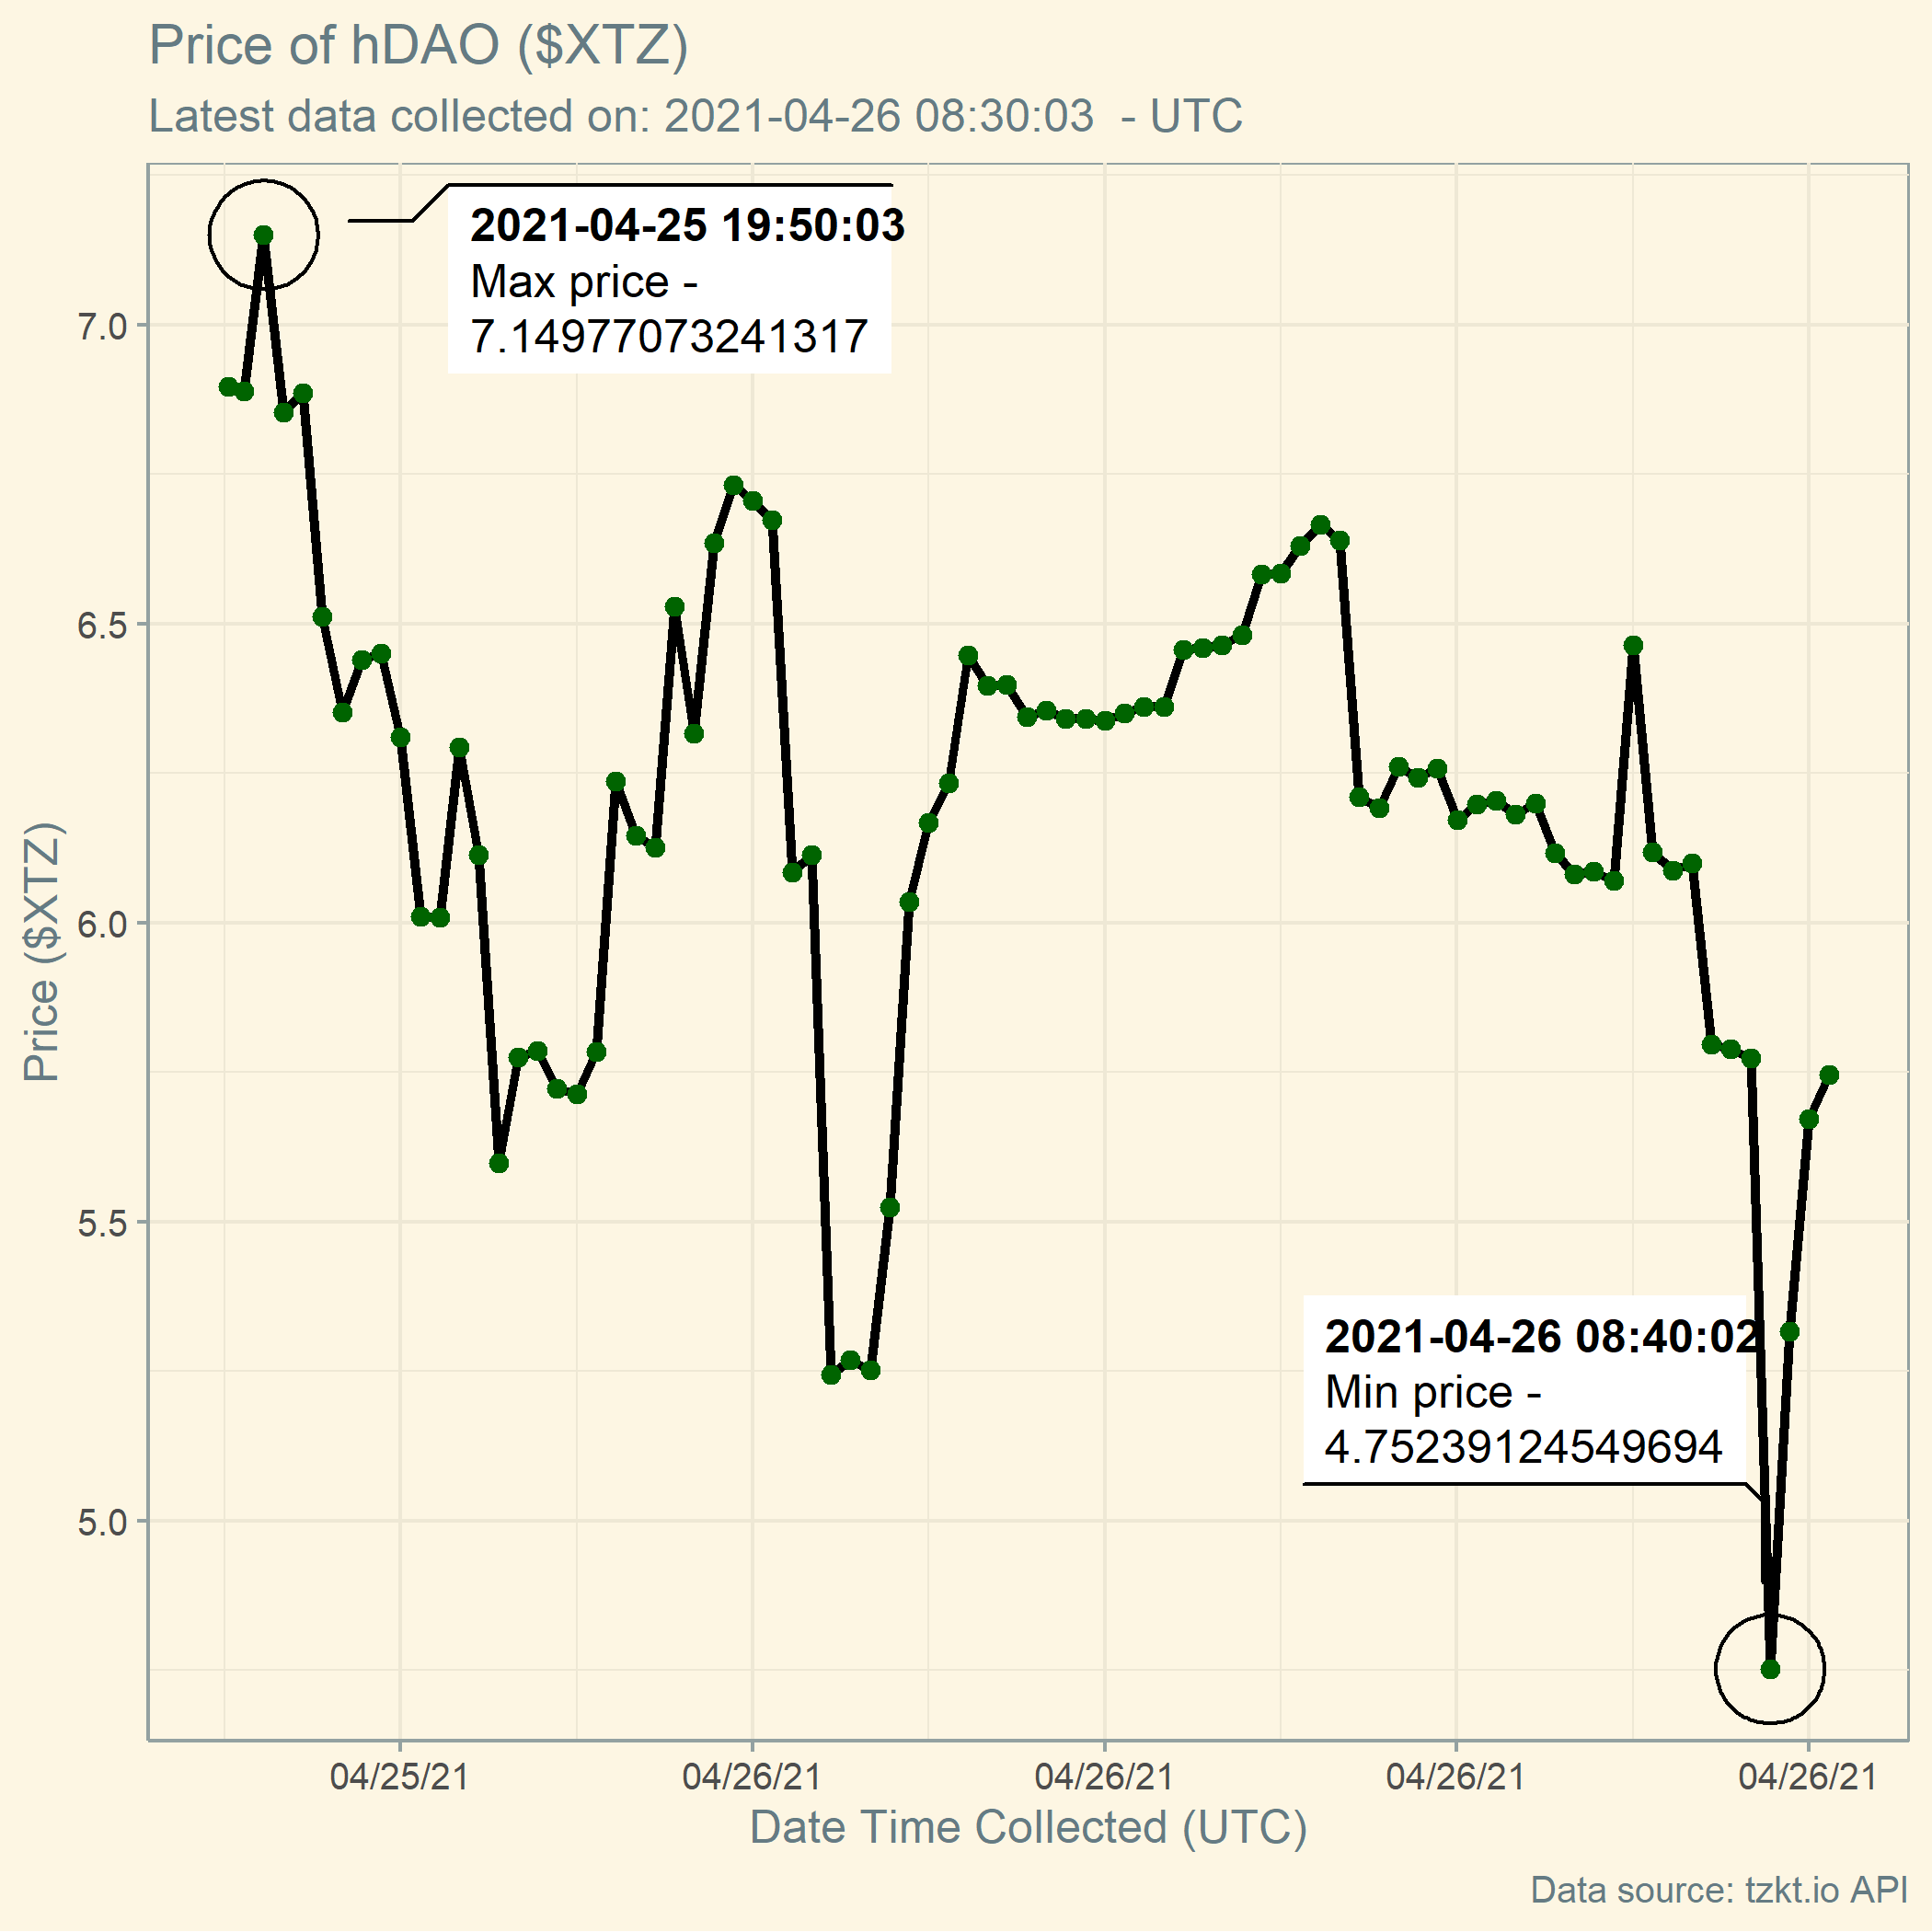 Price of hDAO ($XTZ)
Latest data collected on: 2021-04-26 08:30:03  - UTC
2021-04-25 19:50:03
Max price -
7.14977073241317
7.0
6.5
6.0
5.5
5.0
Price ($XTZ)
2021-04-26 08:40:02
Min price -
4.75239124549694
04/25/21
04/26/21
04/26/21
04/26/21
04/26/21
Date Time Collected (UTC)
Data source: tzkt.io API